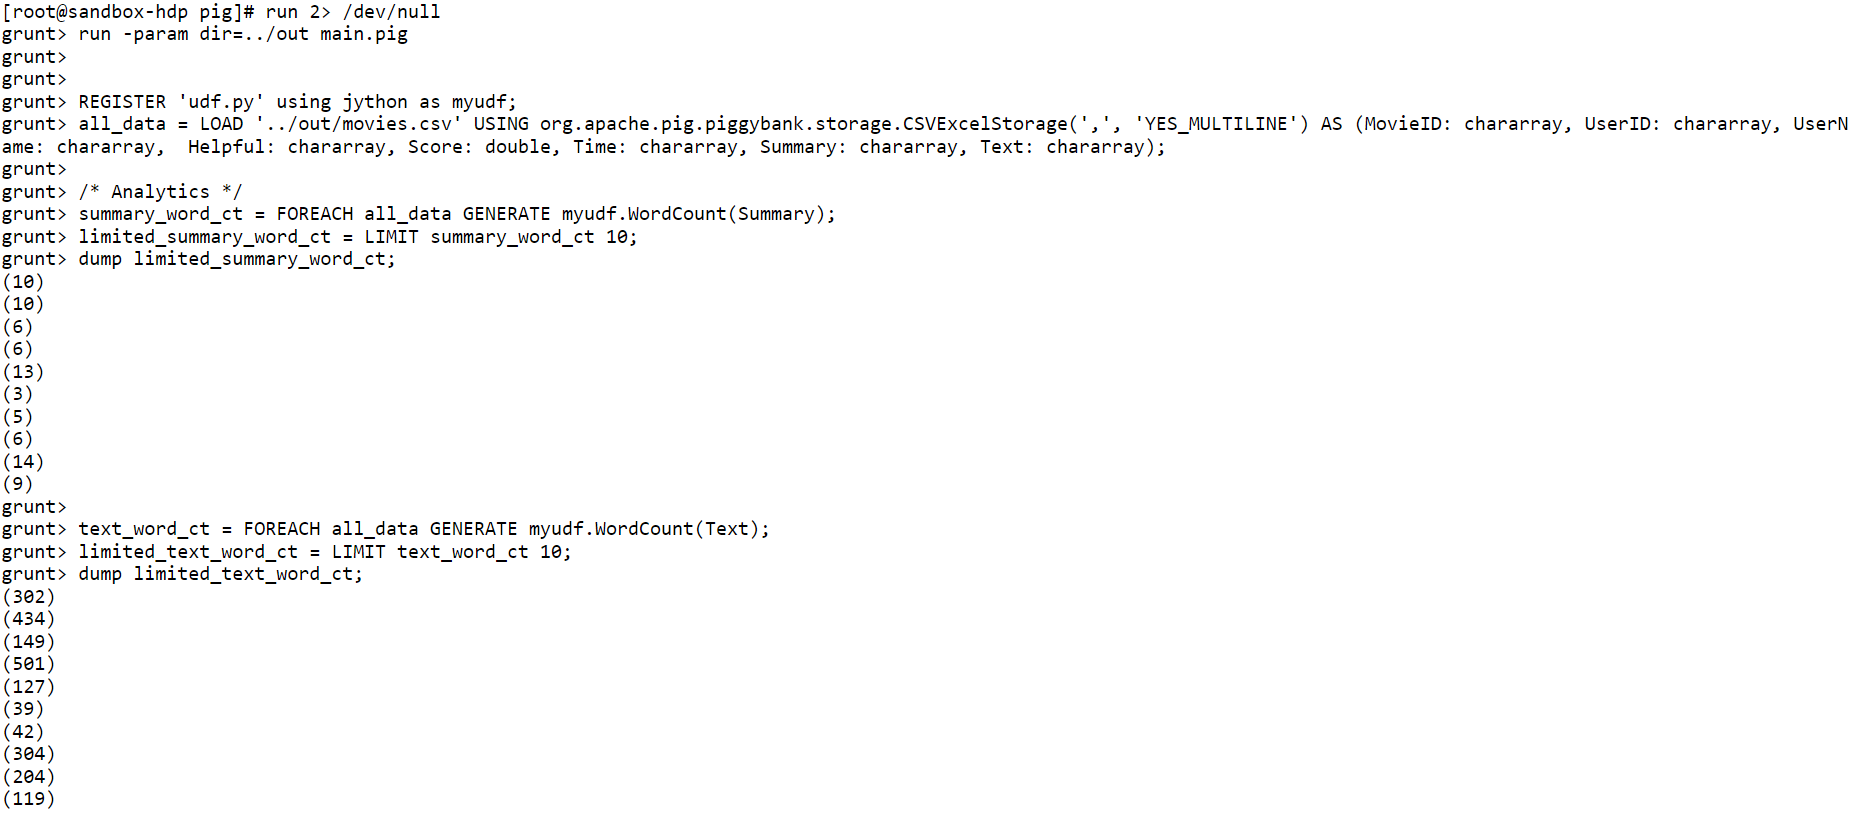 [root@sandbox-hdp pig]# run 2> /dev/null
grunt> run -param dir=../out main.pig
grunt>
grunt>
grunt> REGISTER 'udf.py' using jython as myudf;
grunt> all_data = LOAD '../out/movies.csv' USING org.apache.pig.piggybank.storage.CSVExcelStorage(',', 'YES_MULTILINE') AS (MovieID: chararray, UserID: chararray, UserN
ame: chararray,  Helpful: chararray, Score: double, Time: chararray, Summary: chararray, Text: chararray);
grunt>
grunt> /* Analytics */
grunt> summary_word_ct = FOREACH all_data GENERATE myudf.WordCount(Summary);
grunt> limited_summary_word_ct = LIMIT summary_word_ct 10;
grunt> dump limited_summary_word_ct;
(10)
(10)
(6)
(6)
(13)
(3)
(5)
(6)
(14)
(9)
grunt>
grunt> text_word_ct = FOREACH all_data GENERATE myudf.WordCount(Text);
grunt> limited_text_word_ct = LIMIT text_word_ct 10;
grunt> dump limited_text_word_ct;
(302)
(434)
(149)
(501)
(127)
(39)
(42)
(304)
(204)
(119)